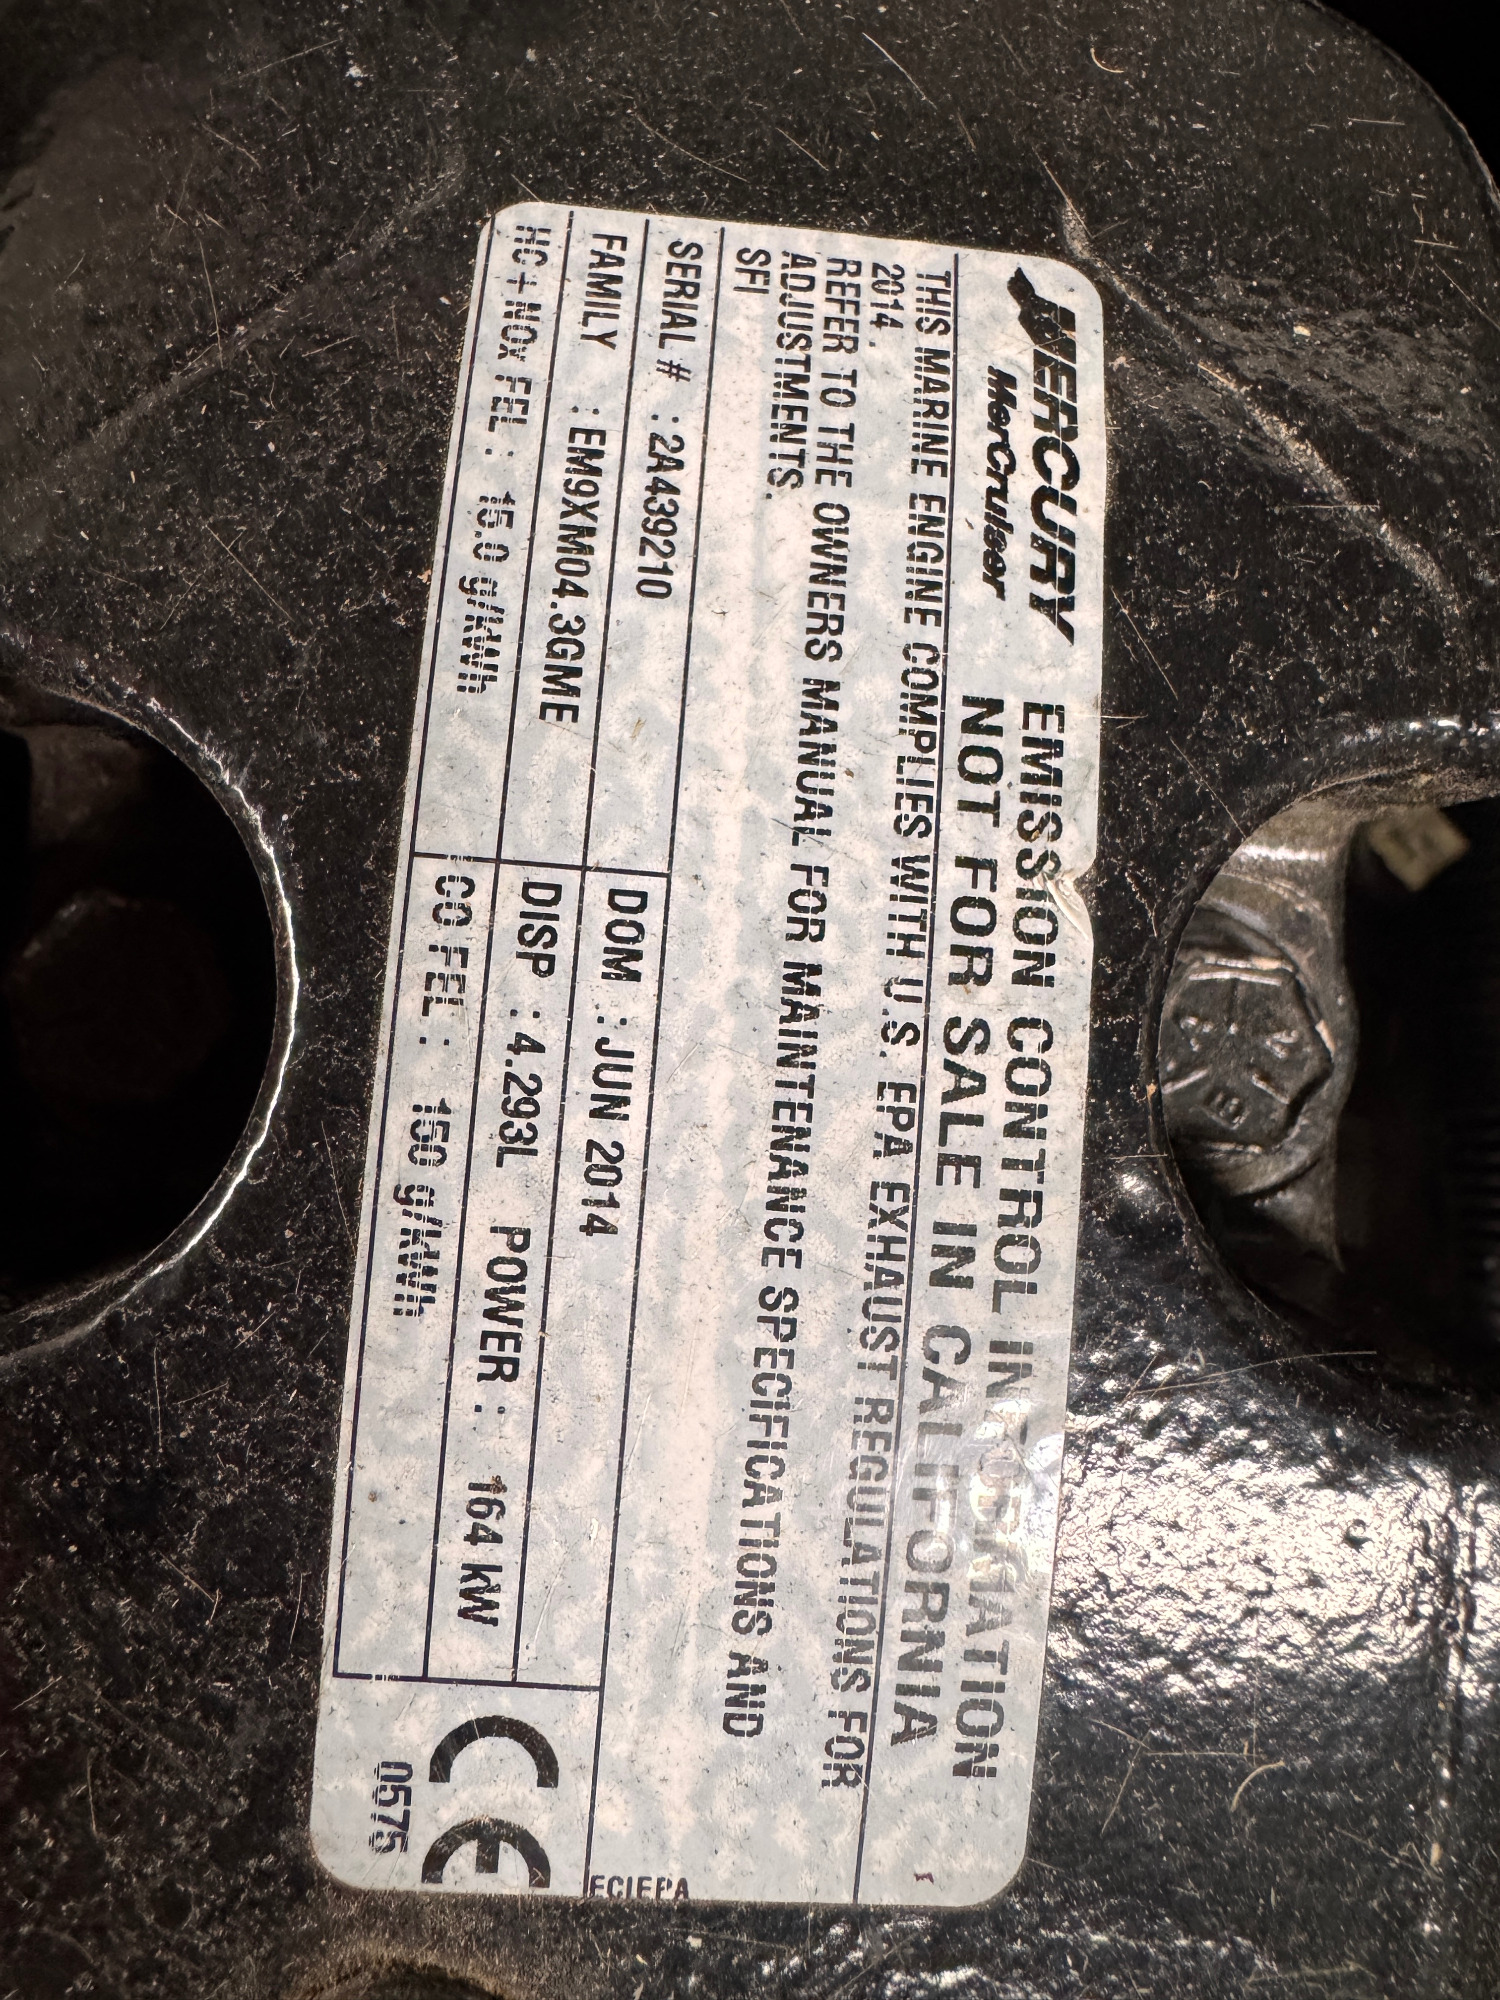 MERCURY
MerCruiser
EMISSION CONTROL INFORMATION
NOT FOR SALE IN CALIFORNIA
THIS MARINE ENGINE COMPLIES WITH U.S. EPA EXHAUST REGULATIONS FOR
2014 .
REFER TO THE OWNERS MANUAL FOR MAINTENANCE SPECIFICATIONS AND
ADJUSTMENTS.
SFI
ECIEPA
SERIAL # : 2A439210
DOM : JUN 2014
FAMILY : EM9XM04.3GME
DISP : 4.293L POWER : 164 kW
HC+NOX FEL : 15.0 g/kWh
CO FEL : 150 g/kWh
CE
0575